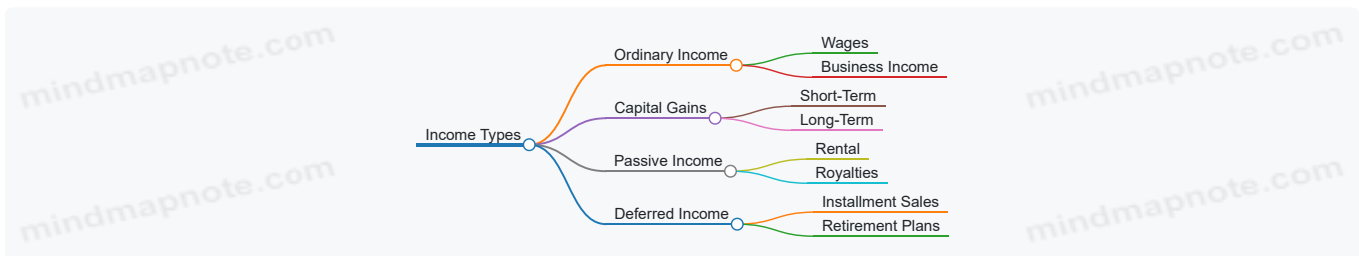 mindmapnote.com
mindmapnote.com
Income Types
Ordinary Income
Wages
Business Income
Capital Gains
Short-Term
Long-Term
Passive Income
Rental
Royalties
Deferred Income
Installment Sales
Retirement Plans
mindmapnote.com
mindmapnote.com